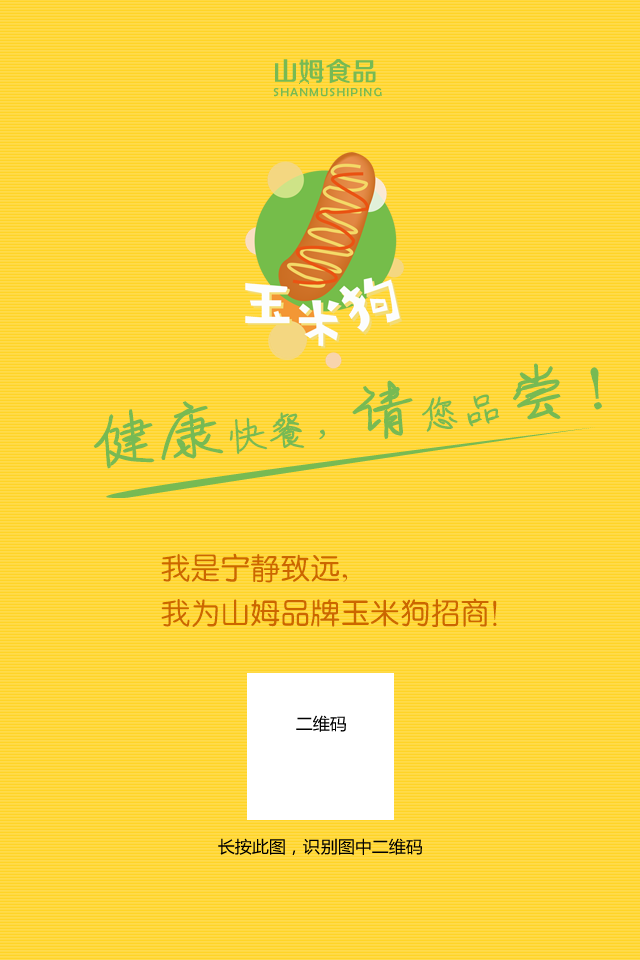 山姆食品
SHANMUSHIPING
玉米狗
健康快餐，请您品尝！
我是宁静致远,
我为山姆品牌玉米狗招商!
二维码
长按此图，识别图中二维码